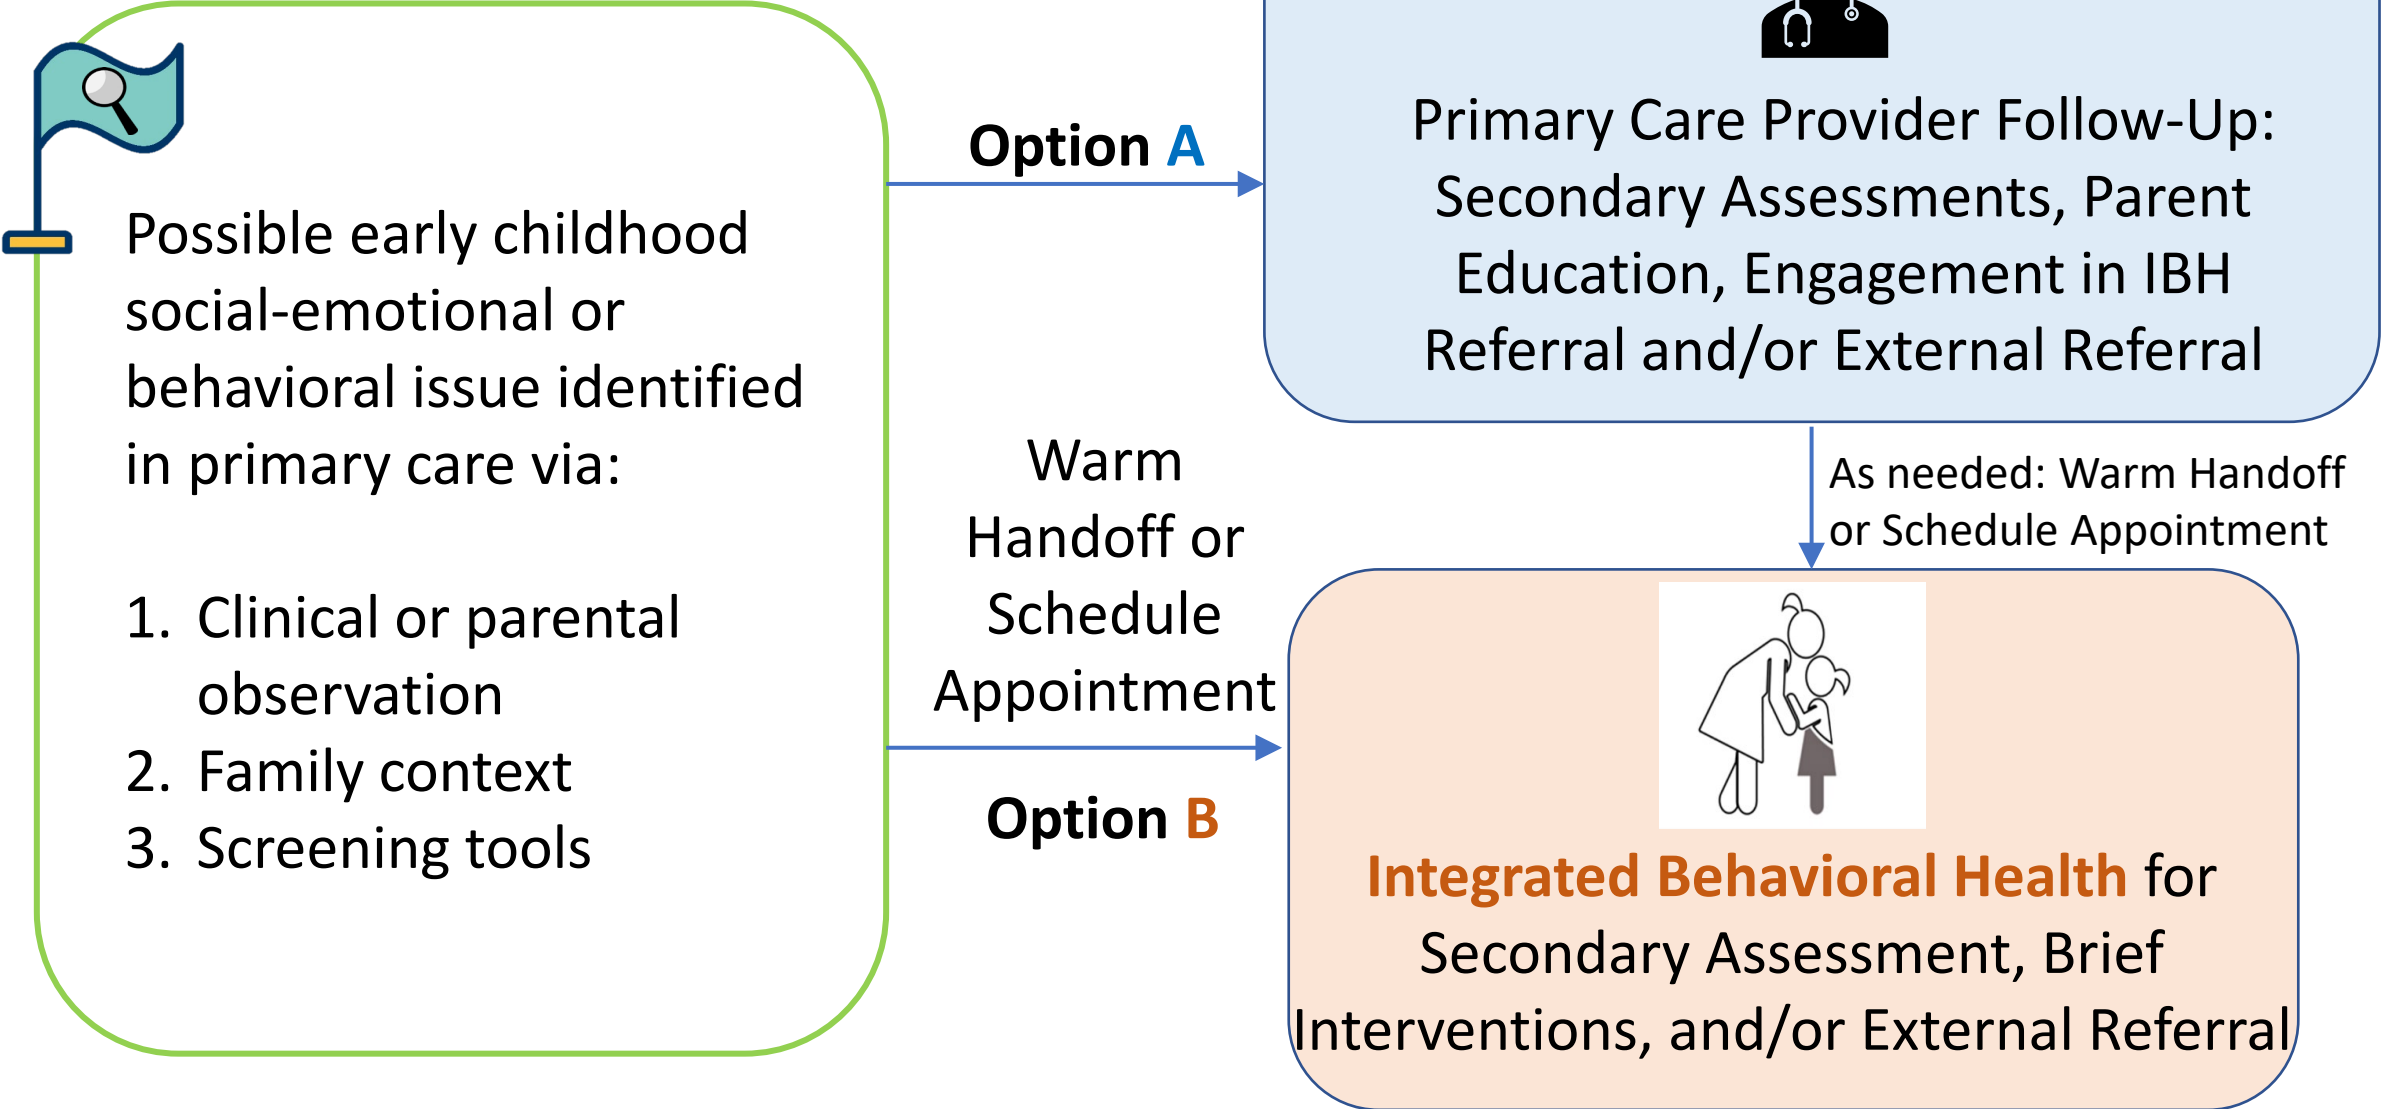 Possible early childhood
social-emotional or
behavioral issue identified
in primary care via:
1. Clinical or parental
observation
2. Family context
3. Screening tools
Option A
Primary Care Provider Follow-Up:
Secondary Assessments, Parent
Education, Engagement in IBH
Referral and/or External Referral
As needed: Warm Handoff
or Schedule Appointment
Warm
Handoff or
Schedule
Appointment
Option B
Integrated Behavioral Health for
Secondary Assessment, Brief
Interventions, and/or External Referral